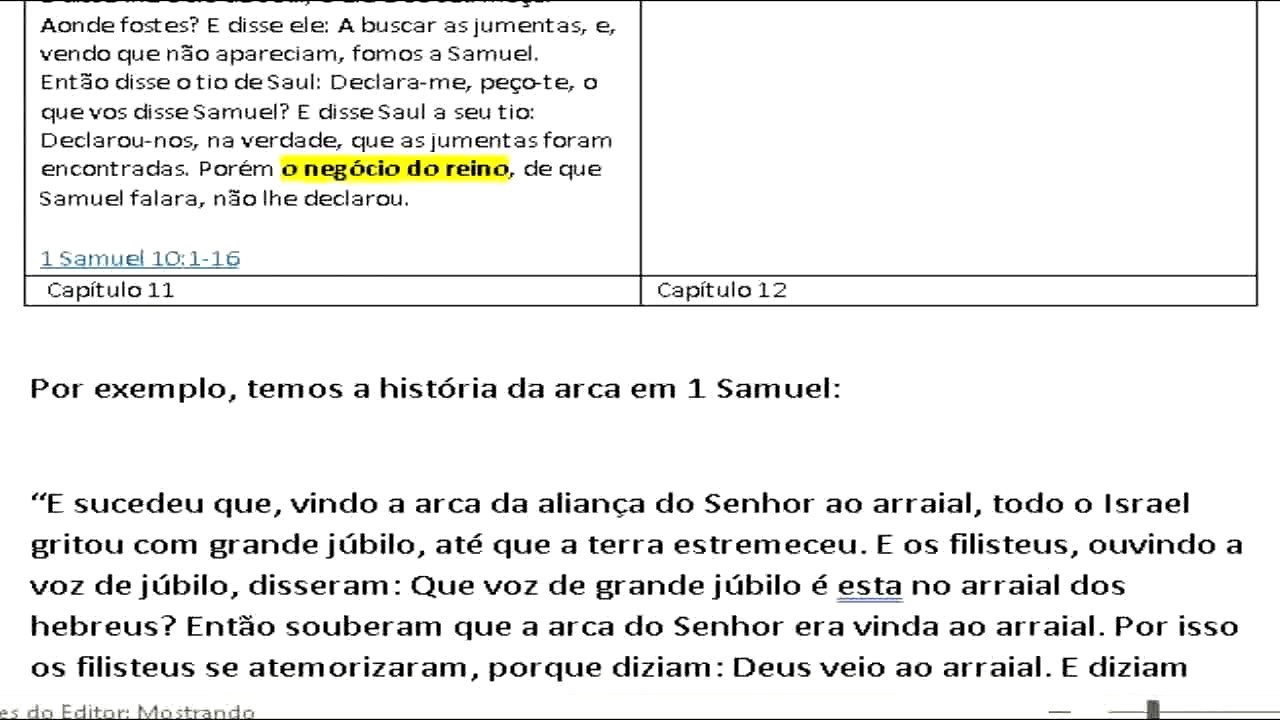 Aonde fostes? E disse ele: A buscar as jumentas, e,
vendo que não apareciam, fomos a Samuel.
Então disse o tio de Saul: Declara-me, peço-te, o
que vos disse Samuel? E disse Saul a seu tio:
Declarou-nos, na verdade, que as jumentas foram
encontradas. Porém o negócio do reino, de que
Samuel falara, não lhe declarou.
1 Samuel 10:1-16
Capítulo 11
Capítulo 12
Por exemplo, temos a história da arca em 1 Samuel:
“E sucedeu que, vindo a arca da aliança do Senhor ao arraial, todo o Israel
gritou com grande júbilo, até que a terra estremeceu. E os filisteus, ouvindo a
voz de júbilo, disseram: Que voz de grande júbilo é esta no arraial dos
hebreus? Então souberam que a arca do Senhor era vinda ao arraial. Por isso
os filisteus se atemorizaram, porque diziam: Deus veio ao arraial. E diziam
es do Editor: Mostrando